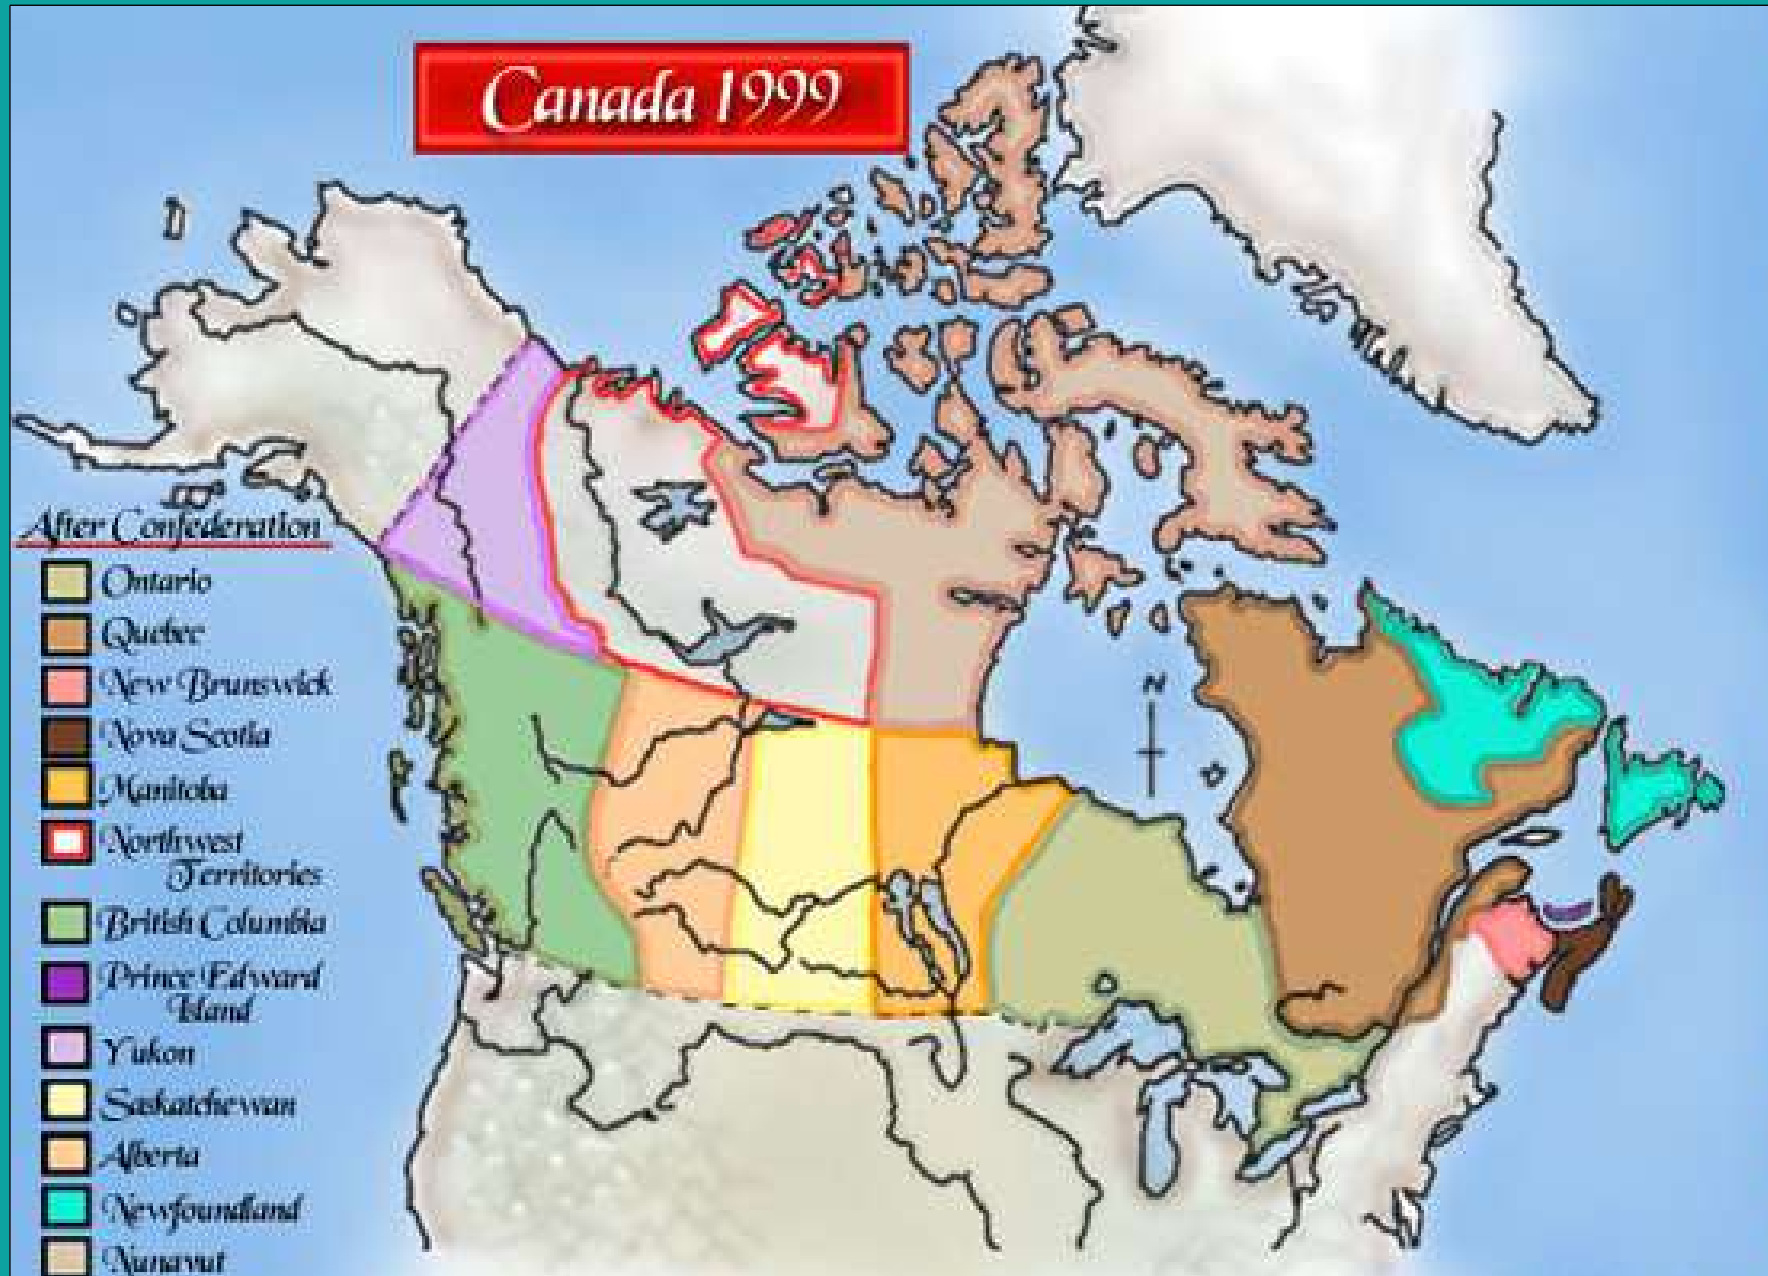 Canada 1999
After Confederation
Ontario
Quebec
New Brunswick
Nova Scotia
Manitoba
Northwest
Territories
British Columbia
Prince Edward
Island
Yukon
Saskatchewan
Alberta
Newfoundland
Nunavut
N